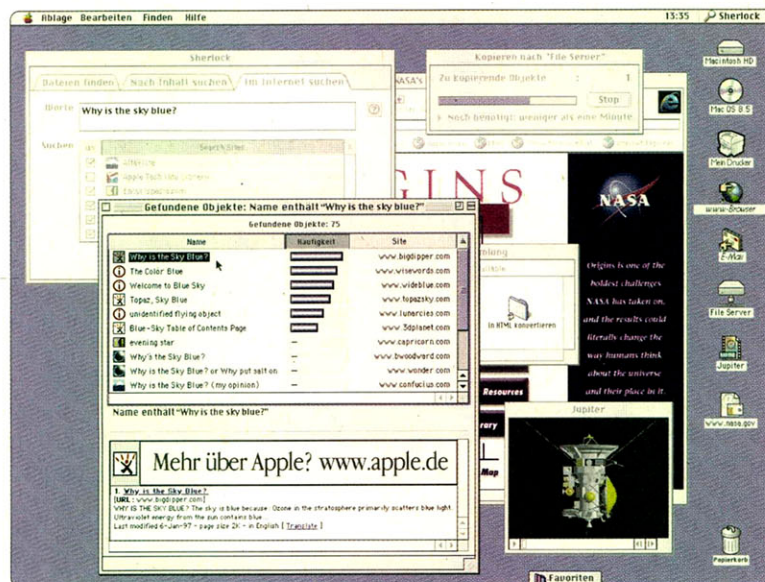 Ablage Bearbeiten Finden Hilfe
13:35 Sherlock
Sherlock
Dateien finden Nach Inhalt suchen Im Internet suchen
Worte Why is the sky blue?
Suchen
Kopieren nach "File Server"
Zu kopierende Objekte : 1
Stop
Noch benötigt: weniger als eine Minute
NASA's
GINS
NASA
Origins is one of the
boldest challenges
NASA has taken on,
and the results could
literally change the
way humans think
about the universe
and their place in it.
in HTML konvertieren
Resources
Map
Gefundene Objekte: Name enthält "Why is the sky blue?"
Gefundene Objekte: 75
Name Häufigkeit Site
Why is the Sky Blue? www.bigdipper.com
The Color Blue www.wisewords.com
Welcome to Blue Sky www.wideblue.com
Topaz, Sky Blue www.topazsky.com
unidentified flying object www.lunarcies.com
Blue-Sky Table of Contents Page www.3dplanet.com
evening star www.capricorn.com
Why's the Sky Blue? www.bwoodward.com
Why is the Sky Blue? or Why put salt on www.wonder.com
Why is the Sky Blue? (my opinion) www.confucius.com
Name enthält "Why is the sky blue?"
Mehr über Apple? www.apple.de
1. Why is the Sky Blue?
[URL: www.bigdipper.com]
WHY IS THE SKY BLUE? The sky is blue because: Ozone in the stratosphere primarily scatters blue light.
Ultraviolet energy from the sun contains blue
Last modified 6-Jan-97 - page size 2K - in English [ Translate ]
Jupiter
Favoriten
Macintosh HD
Mac OS 8.5
Mein Drucker
www-Browser
E-Mail
File Server
Jupiter
www.nasa.gov
Papierkorb